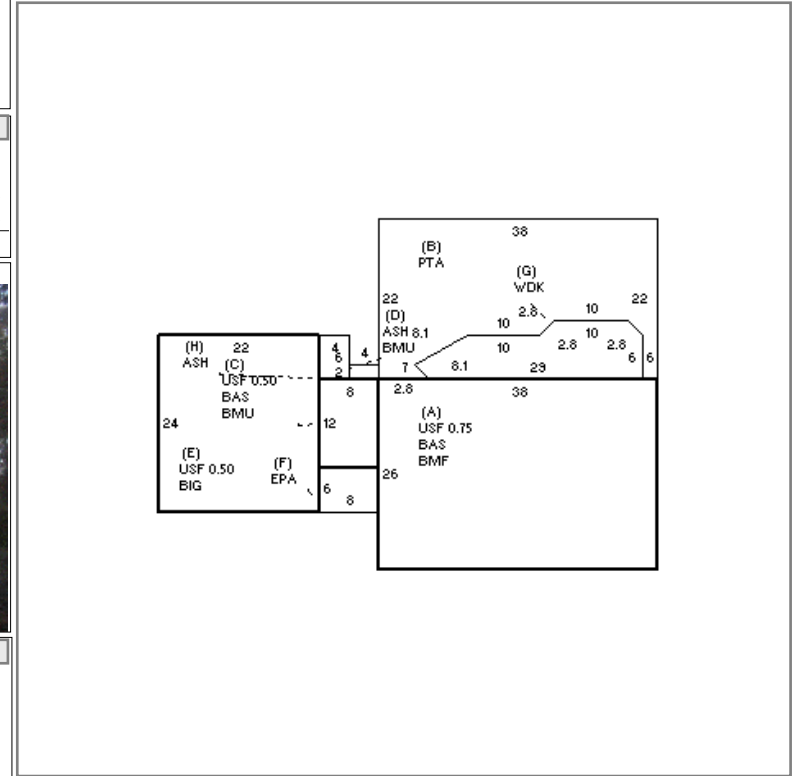 38
(B)
PTA
(G)
WDK
22
2.8
10
22
(D)
ASH 8.1
BMU
10
10
2.8
2.8
6
6
(H)
ASH
22
4
6
2
4
7
8.1
29
(C)
USF 0.50
BAS
BMU
8
2.8
38
24
12
(A)
USF 0.75
BAS
BMF
(E)
USF 0.50
BIG
(F)
EPA
26
6
8
10